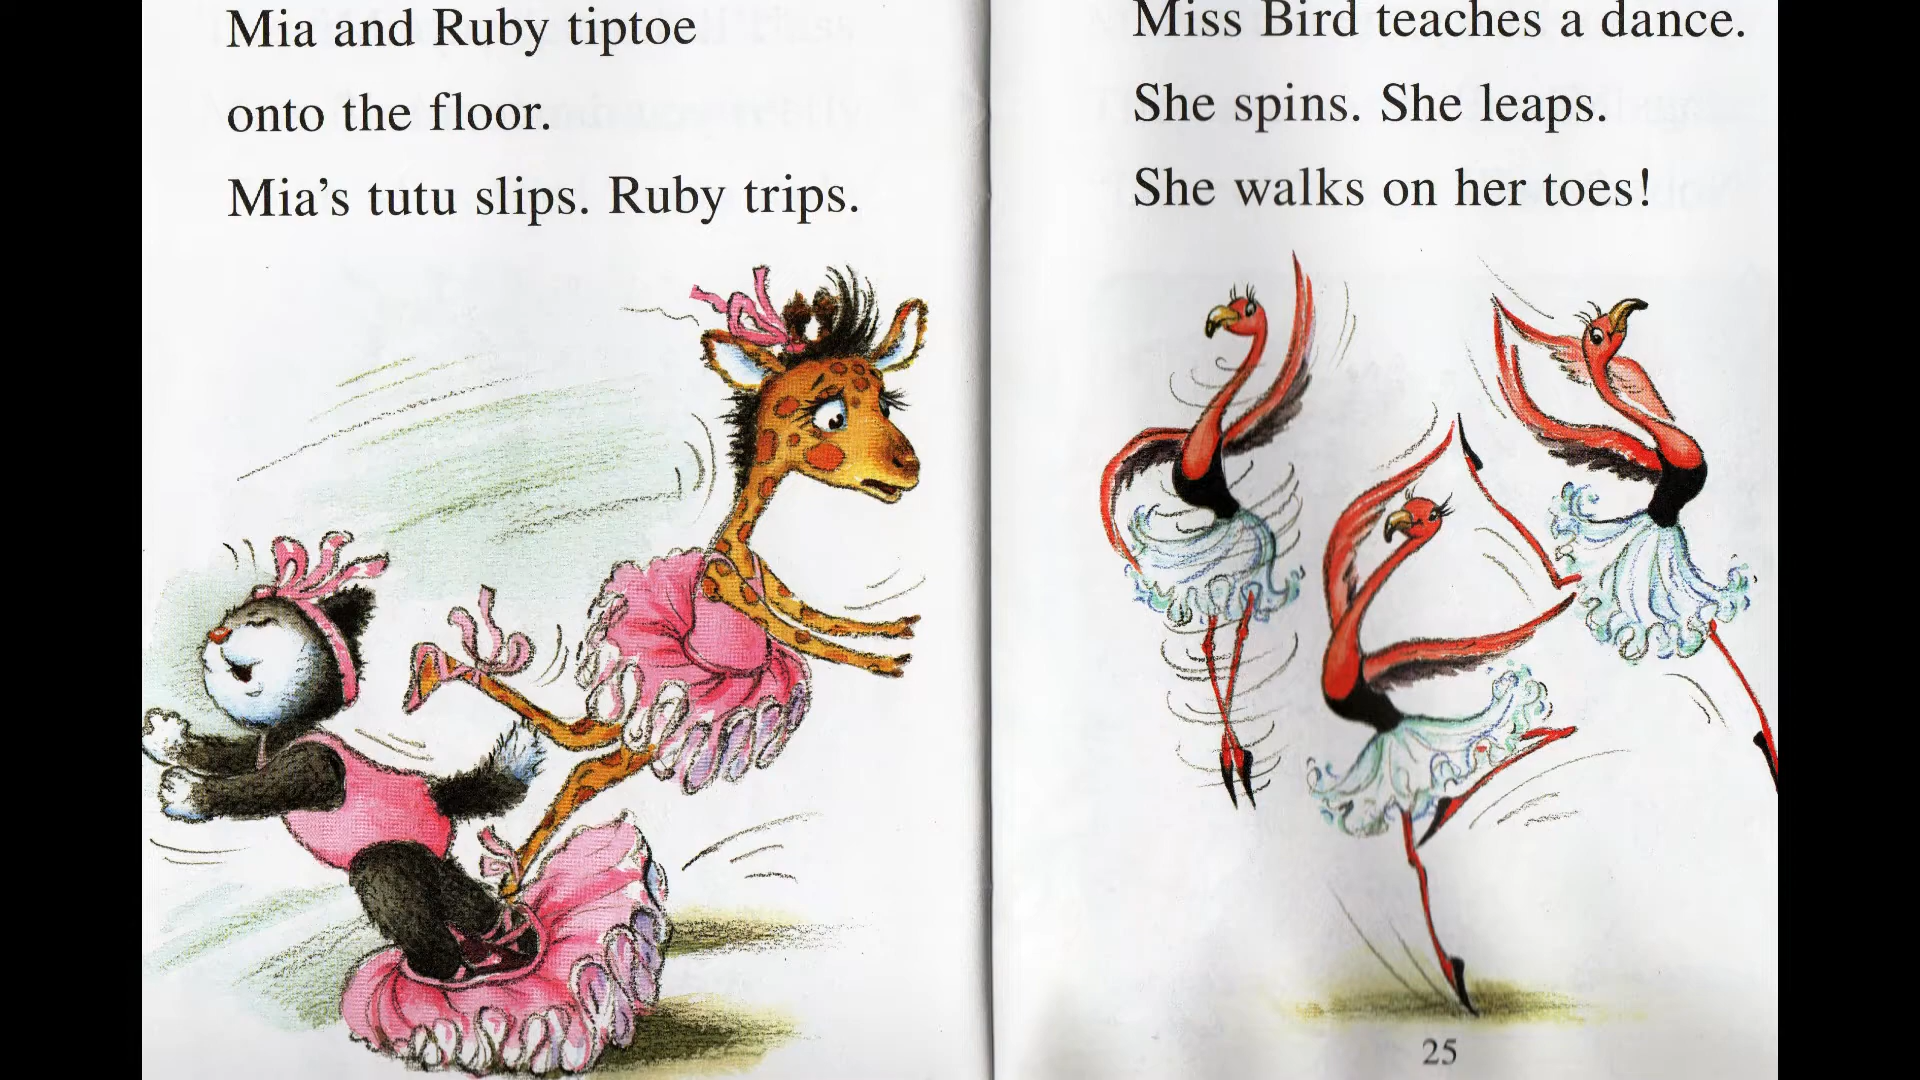 Mia and Ruby tiptoe
onto the floor.
Mia's tutu slips. Ruby trips.
Miss Bird teaches a dance.
She spins. She leaps.
She walks on her toes!
25